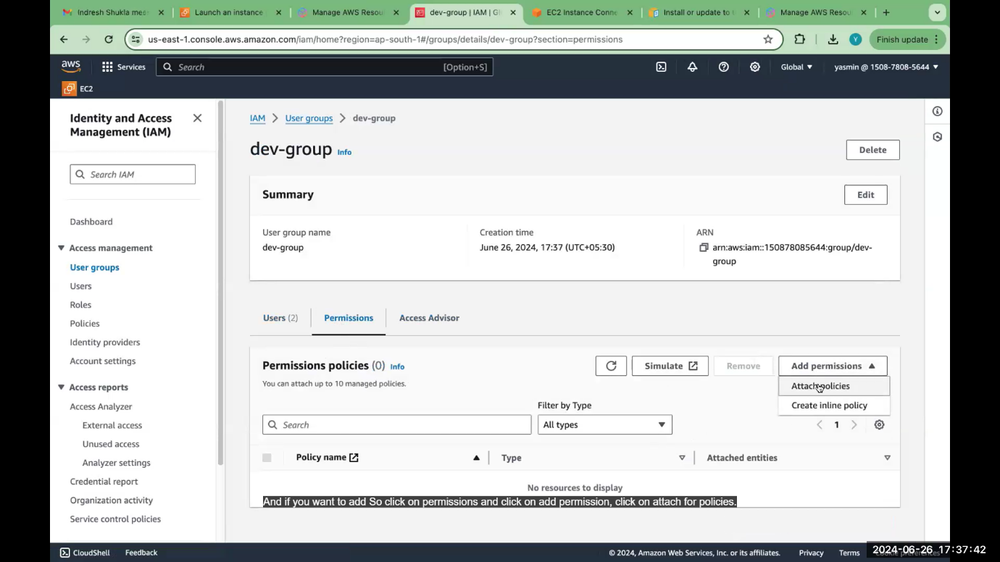 Indresh Shukla mes
Launch an instance
Manage AWS Resou
dev-group | IAM | Gl
EC2 Instance Conne
Install or update to t
Manage AWS Resou
us-east-1.console.aws.amazon.com/iam/home?region=ap-south-1#/groups/details/dev-group?section=permissions
Y
Finish update
aws
Services
Search
[Option+S]
Global
yasmin @ 1508-7808-5644
EC2
Identity and Access
Management (IAM)
Search IAM
Dashboard
Access management
User groups
Users
Roles
Policies
Identity providers
Account settings
Access reports
Access Analyzer
External access
Unused access
Analyzer settings
Credential report
Organization activity
Service control policies
IAM
User groups
dev-group
dev-group Info
Delete
Summary
Edit
User group name
dev-group
Creation time
June 26, 2024, 17:37 (UTC+05:30)
ARN
arn:aws:iam::150878085644:group/dev-
group
Users (2)
Permissions
Access Advisor
Permissions policies (0) Info
You can attach up to 10 managed policies.
Simulate
Remove
Add permissions
Attach policies
Create inline policy
Filter by Type
Search
All types
1
Policy name
Type
Attached entities
No resources to display
And if you want to add So click on permissions and click on add permission, click on attach for policies.
CloudShell
Feedback
© 2024, Amazon Web Services, Inc. or its affiliates.
Privacy
Terms
Cookie preferences
2024-06-26 17:37:42